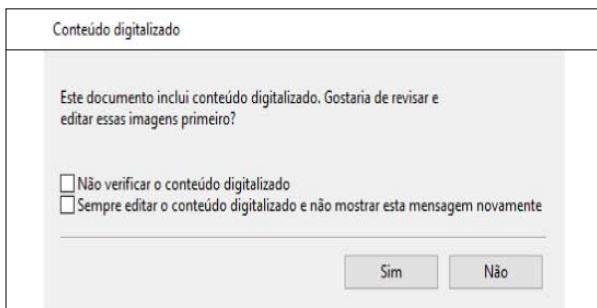 Conteúdo digitalizado
Este documento inclui conteúdo digitalizado. Gostaria de revisar e
editar essas imagens primeiro?
Não verificar o conteúdo digitalizado
Sempre editar o conteúdo digitalizado e não mostrar esta mensagem novamente
Sim Não